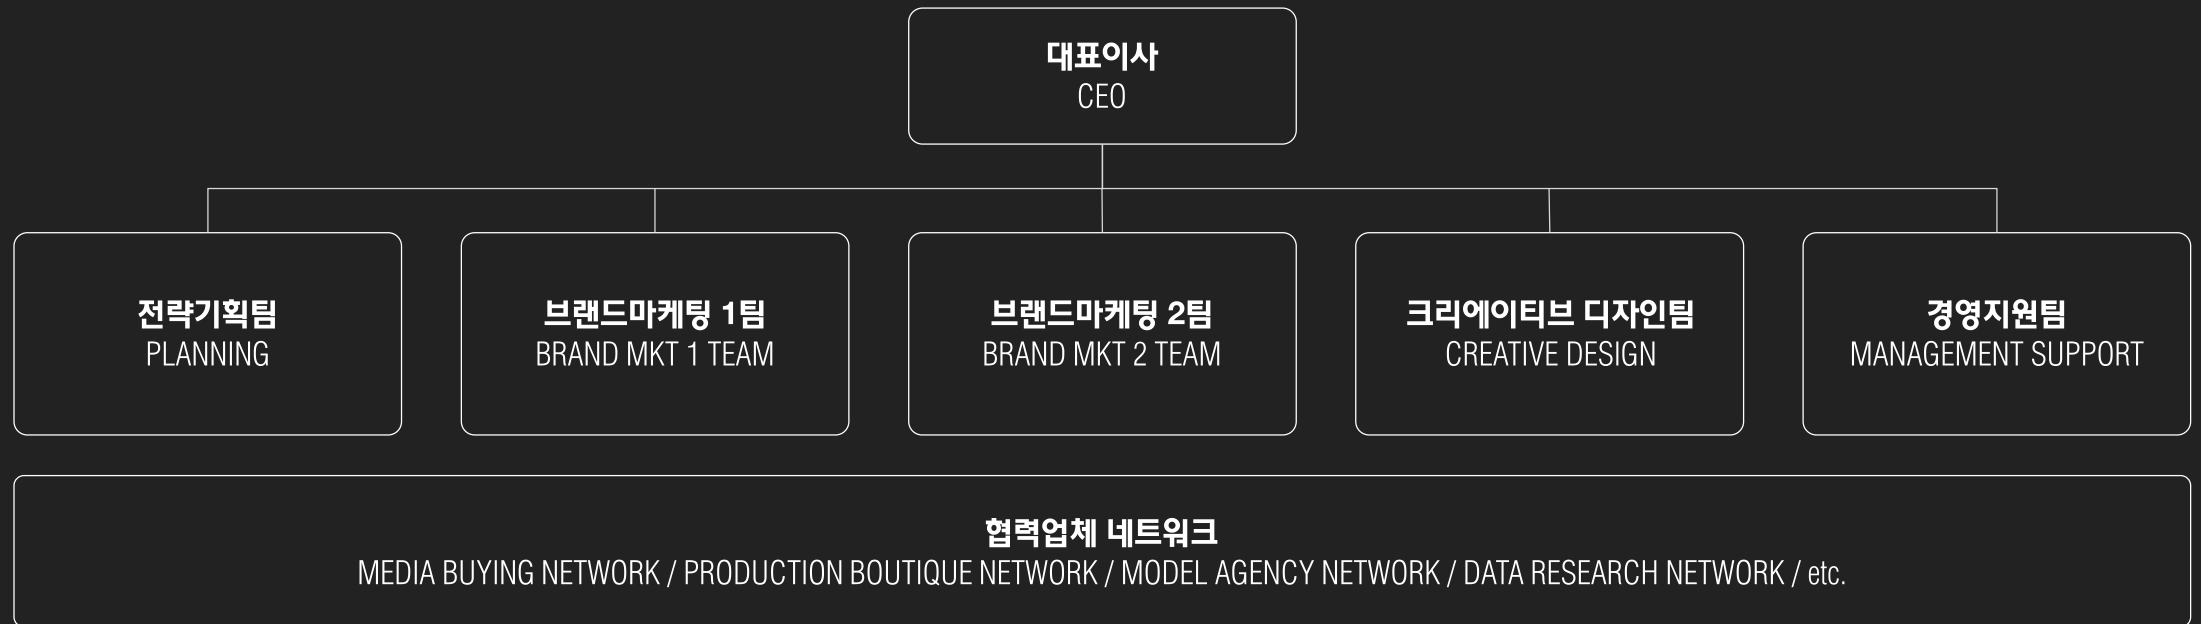 대표이사
CEO
전략기획팀
PLANNING
브랜드마케팅 1팀
BRAND MKT 1 TEAM
브랜드마케팅 2팀
BRAND MKT 2 TEAM
크리에이티브 디자인팀
CREATIVE DESIGN
경영지원팀
MANAGEMENT SUPPORT
협력업체 네트워크
MEDIA BUYING NETWORK / PRODUCTION BOUTIQUE NETWORK / MODEL AGENCY NETWORK / DATA RESEARCH NETWORK / etc.